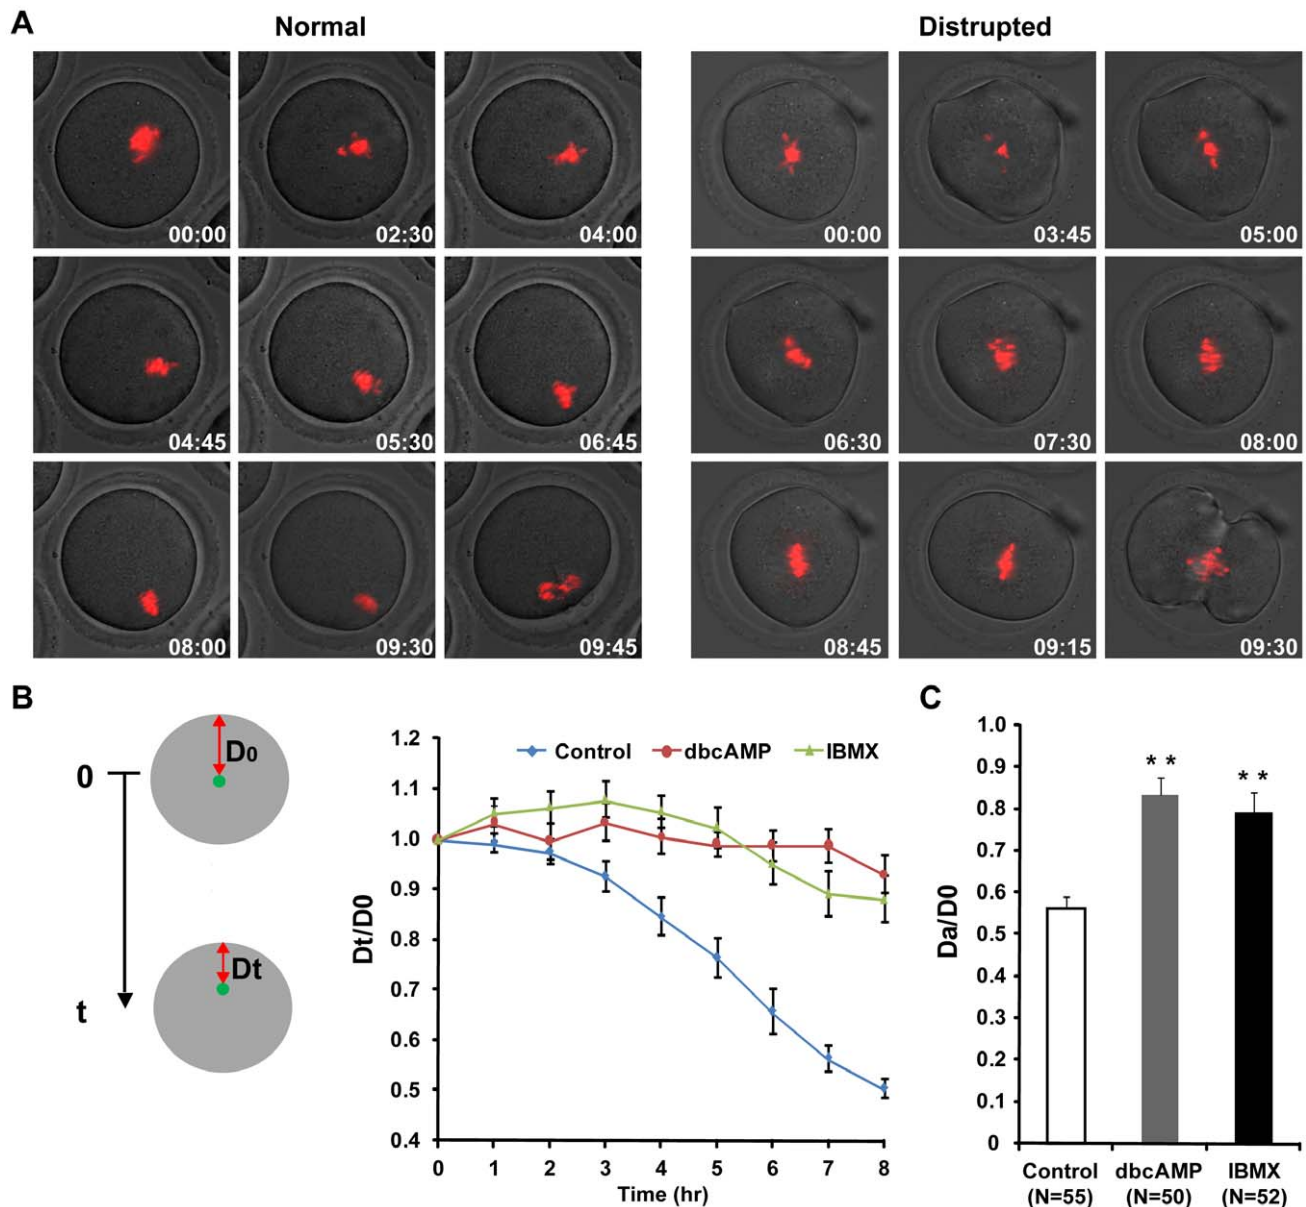 A
Normal
Distrupted
00:00
02:30
04:00
00:00
03:45
05:00
04:45
05:30
06:45
06:30
07:30
08:00
08:00
09:30
09:45
08:45
09:15
09:30
B
0
D0
t
Dt
Control
dbcAMP
IBMX
1.2
1.1
1.0
0.9
0.8
0.7
0.6
0.5
0.4
Dt/D0
0 1 2 3 4 5 6 7 8
Time (hr)
C
1.0
0.9
0.8
0.7
0.6
0.5
0.4
0.3
0.2
0.1
0
Da/D0
* *
* *
Control dbcAMP IBMX
(N=55) (N=50) (N=52)